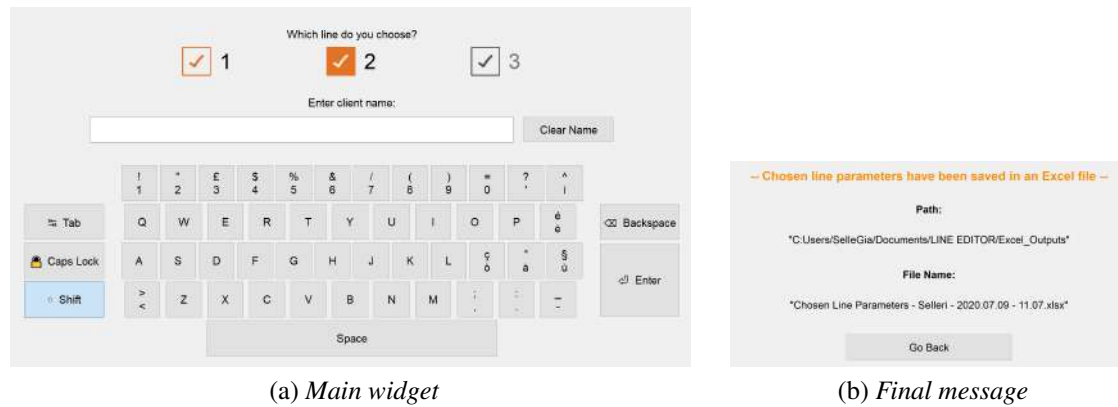 Which line do you choose?
1 2 3
Enter client name:
Clear Name
! " £ $ % & / ( ) = ? ^
1 2 3 4 5 6 7 8 9 0 ' ì
Tab Q W E R T Y U I O P é è Backspace
Caps Lock A S D F G H J K L ç ò ° à § ù
Enter
Shift > < Z X C V B N M ; , : . _ -
Space
(a) Main widget
-- Chosen line parameters have been saved in an Excel file --
Path:
"C:Users/SelleGia/Documents/LINE EDITOR/Excel_Outputs"
File Name:
"Chosen Line Parameters - Selleri - 2020.07.09 - 11.07.xlsx"
Go Back
(b) Final message